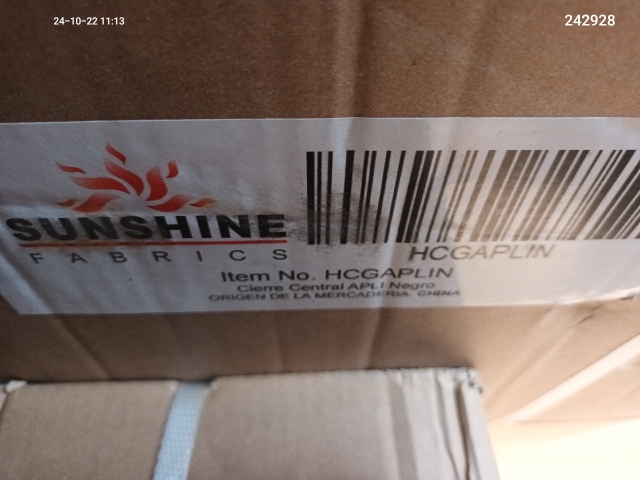 24-10-22 11:13
242928
SUNSHINE
FABRICS
HCGAPLIN
Item No. HCGAPLIN
Cierre Central APLI Negro
ORIGEN DE LA MERCADERIA CHINA